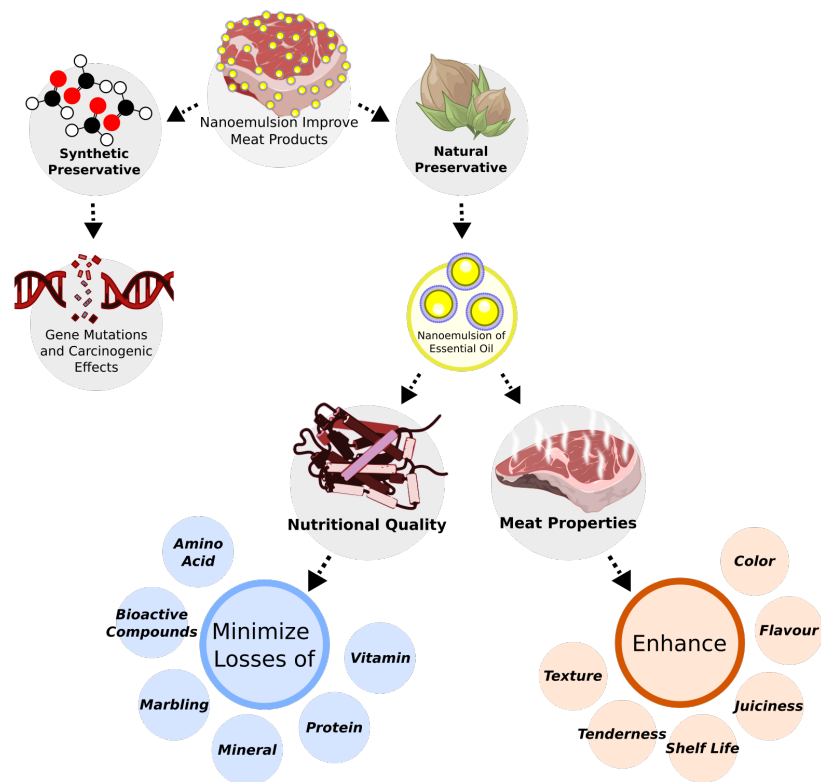 Nanoemulsion Improve
Meat Products
Synthetic
Preservative
Natural
Preservative
Gene Mutations
and Carcinogenic
Effects
Nanoemulsion of
Essential Oil
Nutritional Quality
Meat Properties
Minimize
Losses of
Amino
Acid
Bioactive
Compounds
Marbling
Mineral
Protein
Vitamin
Enhance
Color
Flavour
Juiciness
Shelf Life
Tenderness
Texture